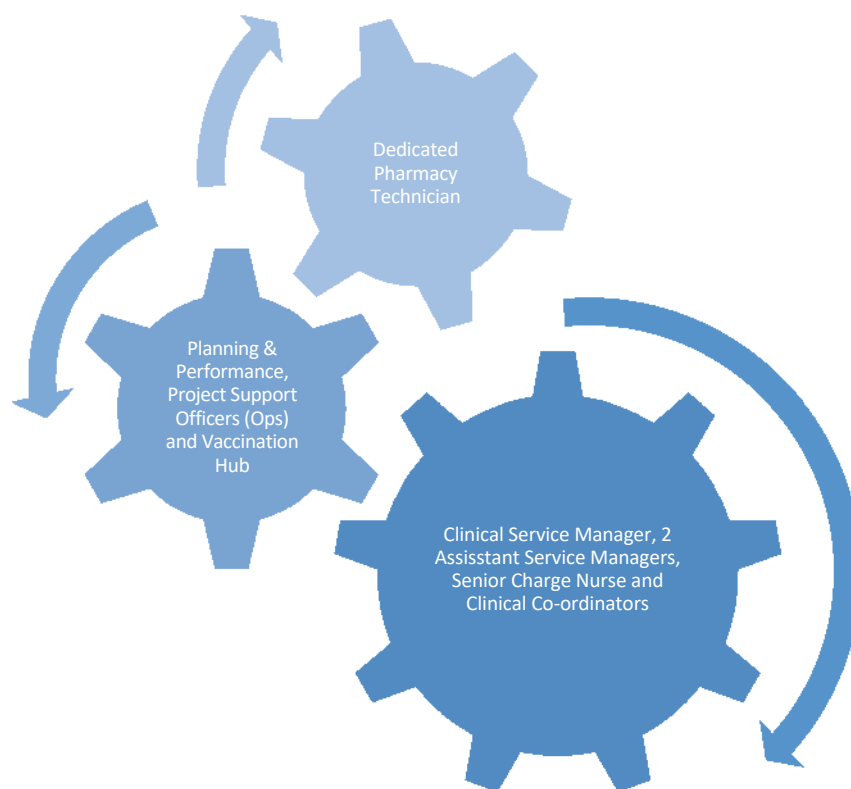 Dedicated
Pharmacy
Technician
Planning &
Performance,
Project Support
Officers (Ops)
and Vaccination
Hub
Clinical Service Manager, 2
Assisstant Service Managers,
Senior Charge Nurse and
Clinical Co-ordinators